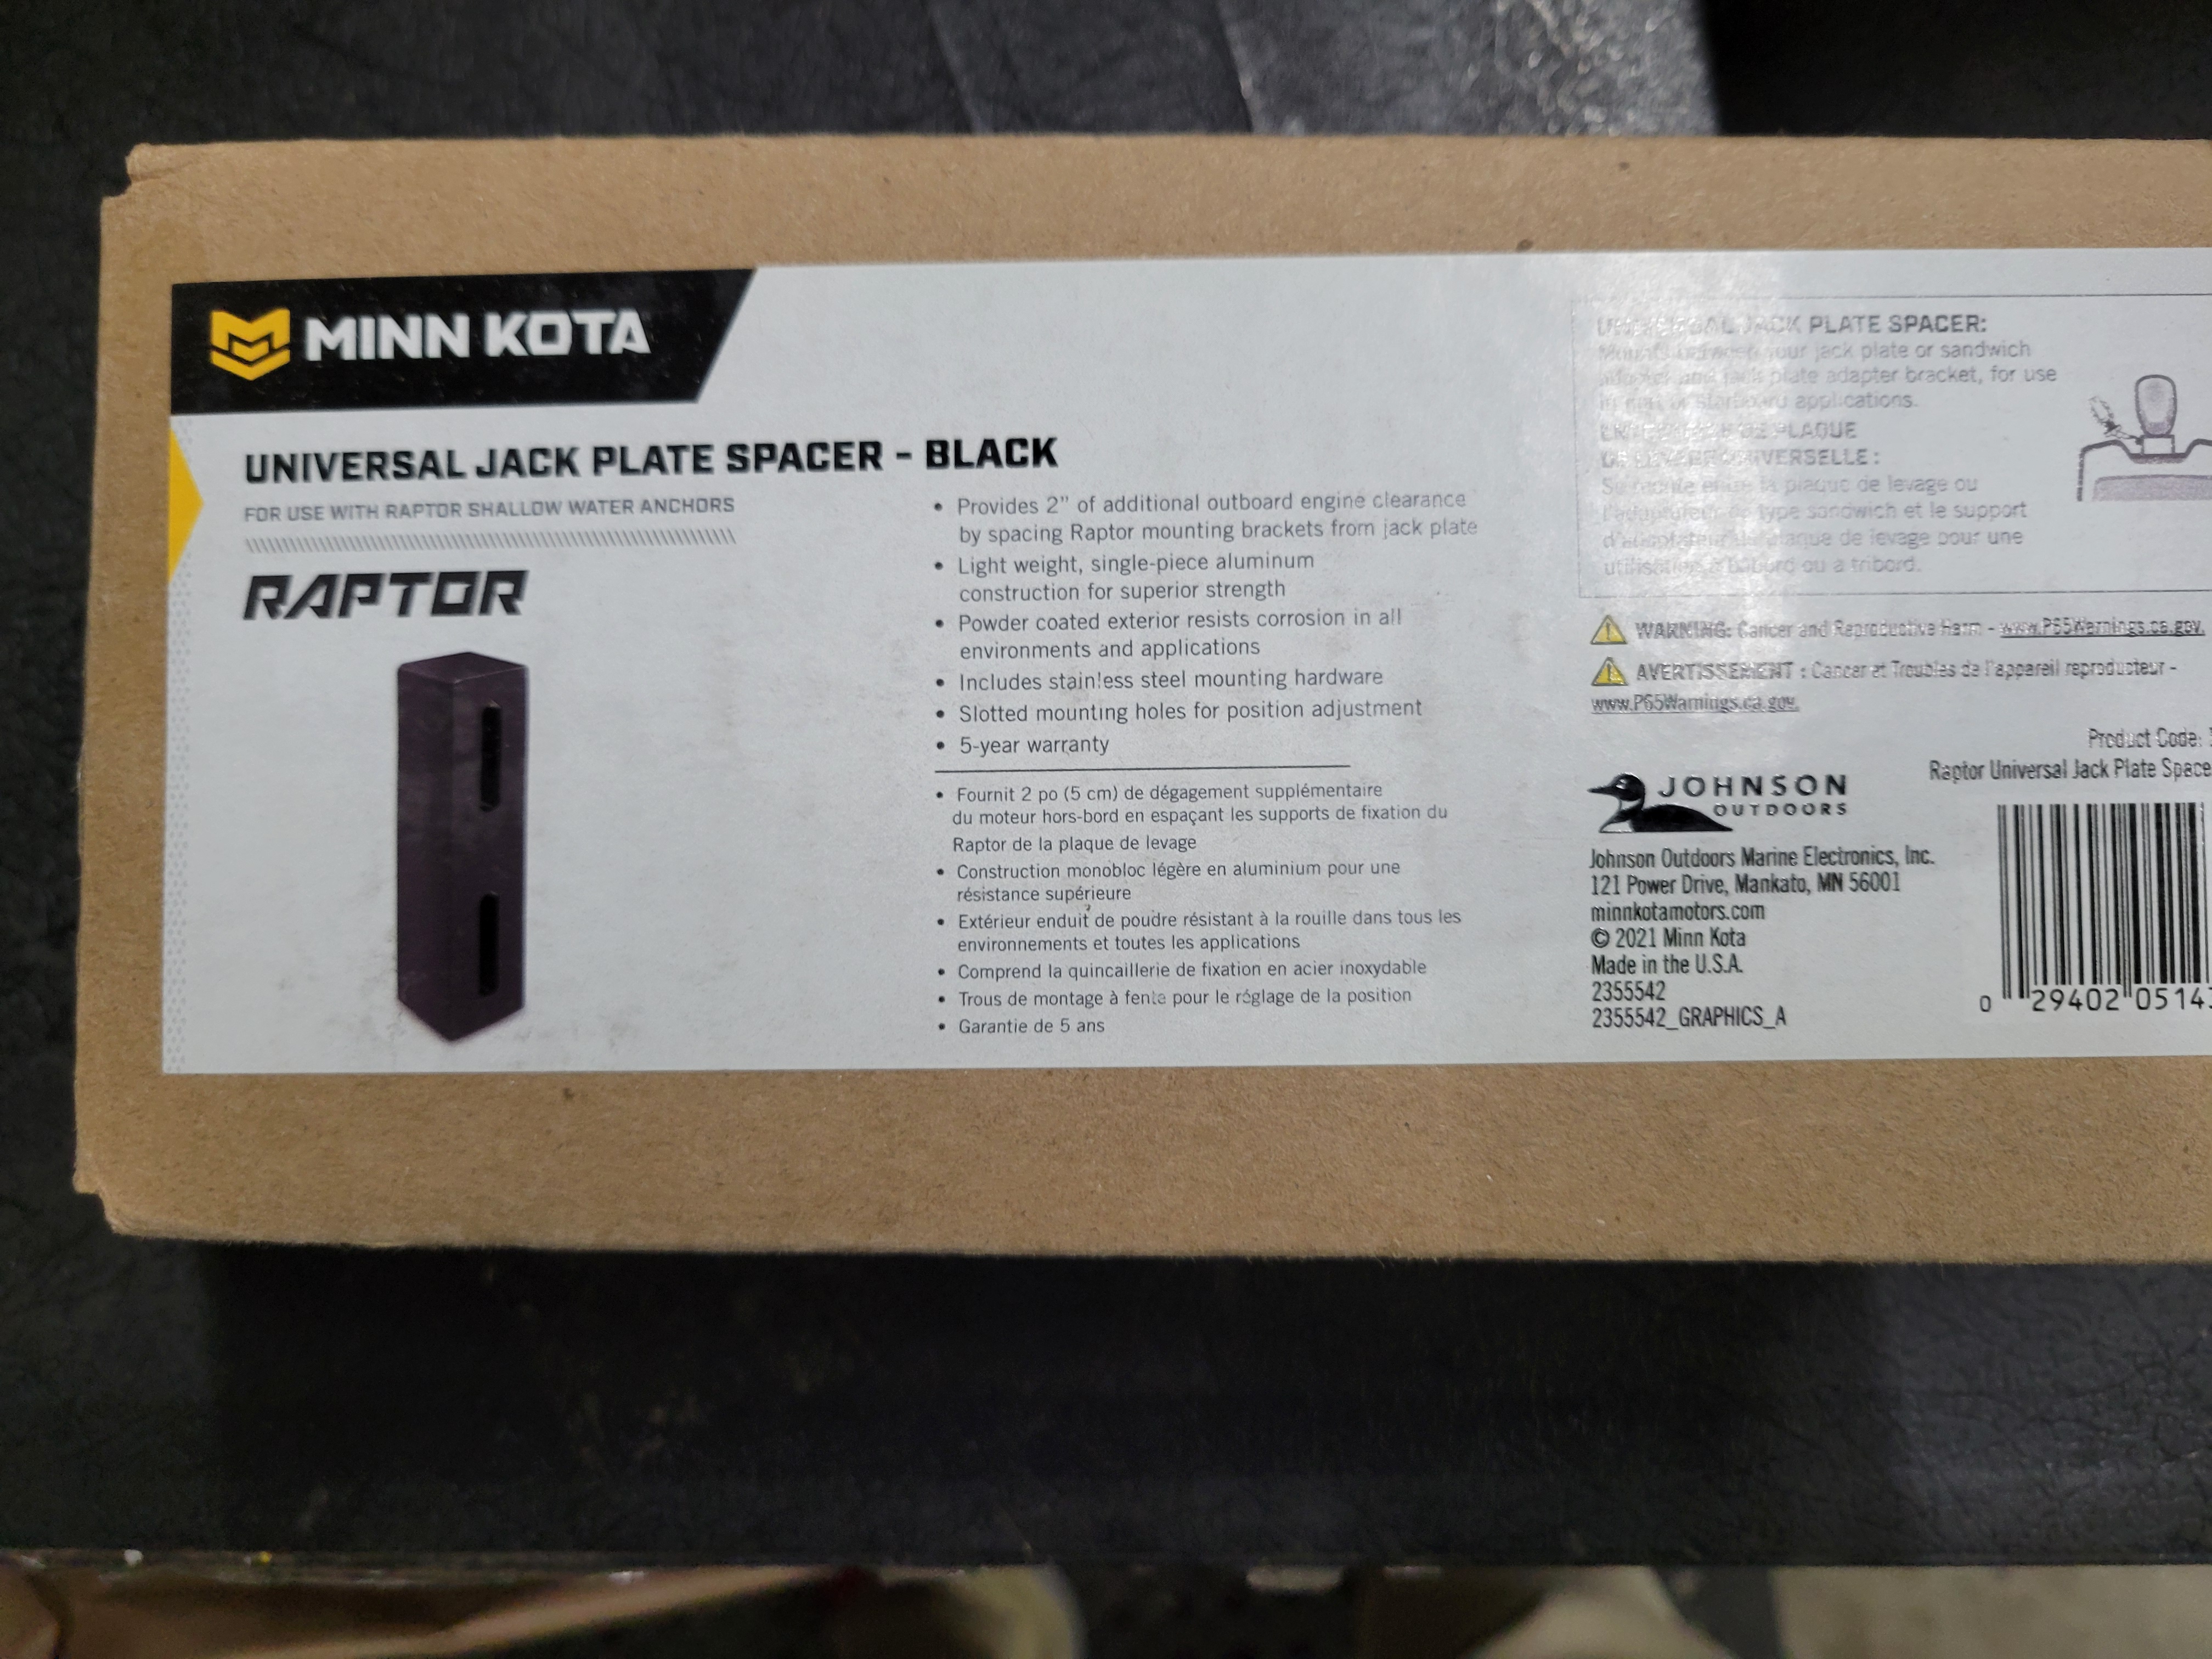 MINN KOTA
UNIVERSAL JACK PLATE SPACER - BLACK
FOR USE WITH RAPTOR SHALLOW WATER ANCHORS
RAPTOR
• Provides 2" of additional outboard engine clearance
by spacing Raptor mounting brackets from jack plate
• Light weight, single-piece aluminum
construction for superior strength
• Powder coated exterior resists corrosion in all
environments and applications
• Includes stainless steel mounting hardware
• Slotted mounting holes for position adjustment
• 5-year warranty
• Fournit 2 po (5 cm) de dégagement supplémentaire
du moteur hors-bord en espaçant les supports de fixation du
Raptor de la plaque de levage
• Construction monobloc légère en aluminium pour une
résistance supérieure
• Extérieur enduit de poudre résistant à la rouille dans tous les
environnements et toutes les applications
• Comprend la quincaillerie de fixation en acier inoxydable
• Trous de montage à fente pour le réglage de la position
• Garantie de 5 ans
UNIVERSAL JACK PLATE SPACER:
your jack plate or sandwich
plate adapter bracket, for use
applications.
PLAQUE
plaque de levage ou
type sandwich et le support
plaque de levage pour une
ou a tribord.
WARNING: Cancer and Reproductive Harm - www.P65Warnings.ca.gov.
AVERTISSEMENT : Cancer et Troubles de l'appareil reproducteur -
www.P65Warnings.ca.gov.
Product Code:
Raptor Universal Jack Plate Space
JOHNSON
OUTDOORS
Johnson Outdoors Marine Electronics, Inc.
121 Power Drive, Mankato, MN 56001
minnkotamotors.com
© 2021 Minn Kota
Made in the U.S.A.
2355542
2355542_GRAPHICS_A
0 29402 0514